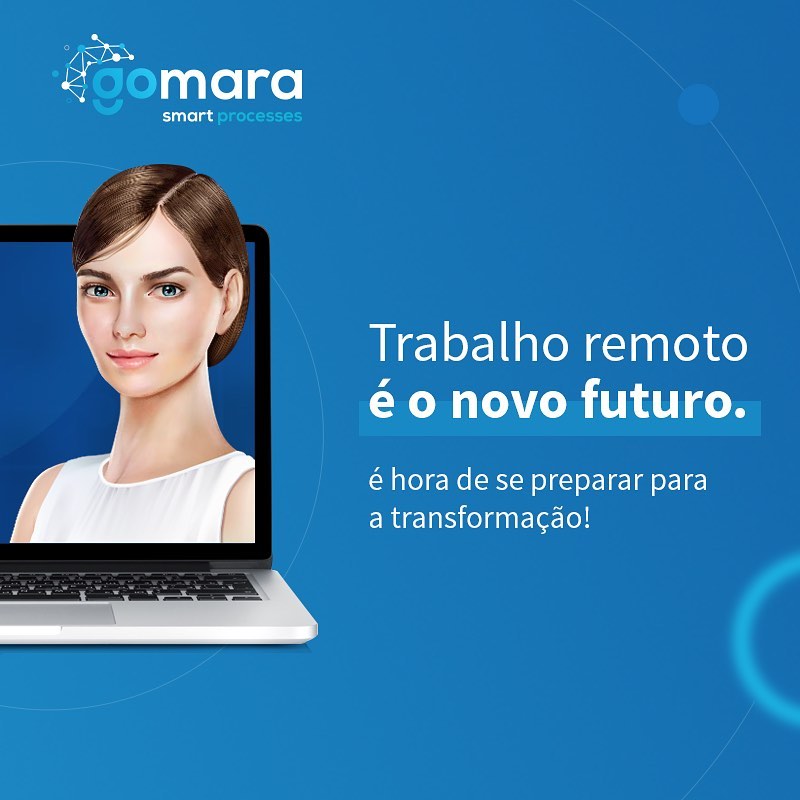 gomara
smart processes
Trabalho remoto
é o novo futuro.
é hora de se preparar para
a transformação!